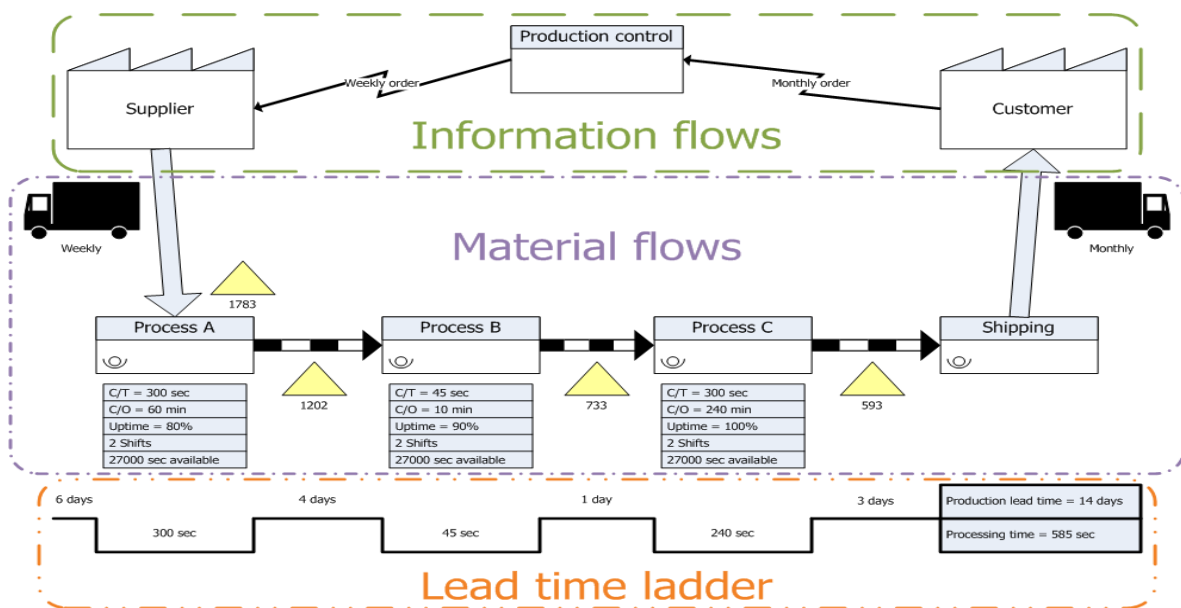 Production control
Supplier
Weekly order
Monthly order
Customer
Information flows
Weekly
Material flows
Monthly
1783
Process A
Process B
Process C
Shipping
1202
733
593
C/T = 300 sec
C/O = 60 min
Uptime = 80%
2 Shifts
27000 sec available
C/T = 45 sec
C/O = 10 min
Uptime = 90%
2 Shifts
27000 sec available
C/T = 300 sec
C/O = 240 min
Uptime = 100%
2 Shifts
27000 sec available
6 days
4 days
1 day
3 days
Production lead time = 14 days
300 sec
45 sec
240 sec
Processing time = 585 sec
Lead time ladder